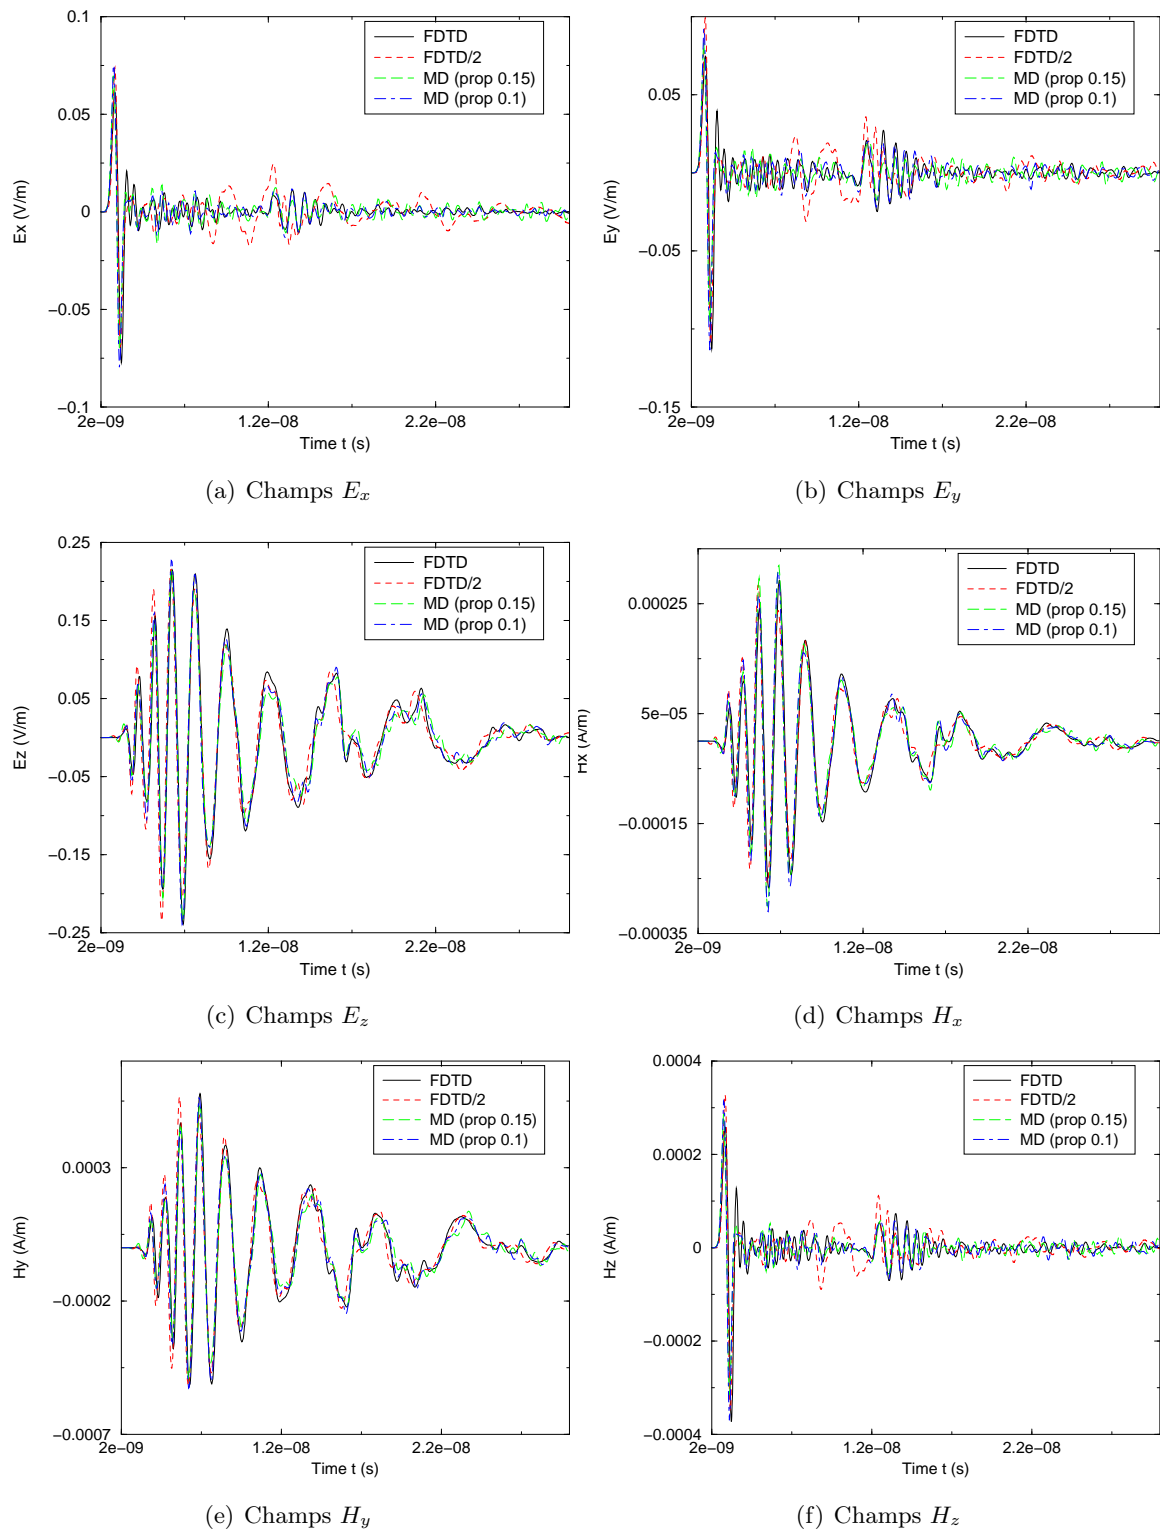 0.1
0.05
0
−0.05
−0.1
Ex (V/m)
FDTD
FDTD/2
MD (prop 0.15)
MD (prop 0.1)
2e−09
1.2e−08
2.2e−08
Time t (s)
(a) Champs Ex
0.05
−0.05
−0.15
Ey (V/m)
FDTD
FDTD/2
MD (prop 0.15)
MD (prop 0.1)
2e−09
1.2e−08
2.2e−08
Time t (s)
(b) Champs Ey
0.25
0.15
0.05
−0.05
−0.15
−0.25
Ez (V/m)
FDTD
FDTD/2
MD (prop 0.15)
MD (prop 0.1)
2e−09
1.2e−08
2.2e−08
Time t (s)
(c) Champs Ez
0.00025
5e−05
−0.00015
−0.00035
Hx (A/m)
FDTD
FDTD/2
MD (prop 0.15)
MD (prop 0.1)
2e−09
1.2e−08
2.2e−08
Time t (s)
(d) Champs Hx
0.0003
−0.0002
−0.0007
Hy (A/m)
FDTD
FDTD/2
MD (prop 0.15)
MD (prop 0.1)
2e−09
1.2e−08
2.2e−08
Time t (s)
(e) Champs Hy
0.0004
0.0002
0
−0.0002
−0.0004
Hz (A/m)
FDTD
FDTD/2
MD (prop 0.15)
MD (prop 0.1)
2e−09
1.2e−08
2.2e−08
Time t (s)
(f) Champs Hz